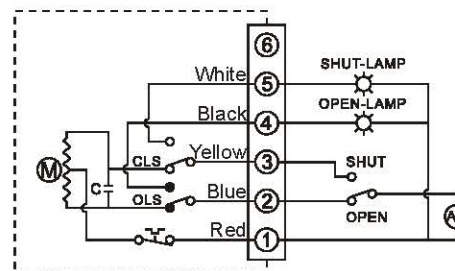 6
SHUT-LAMP
White 5
OPEN-LAMP
Black 4
Yellow 3 SHUT
CLS
M C
OLS Blue 2 OPEN
Red 1